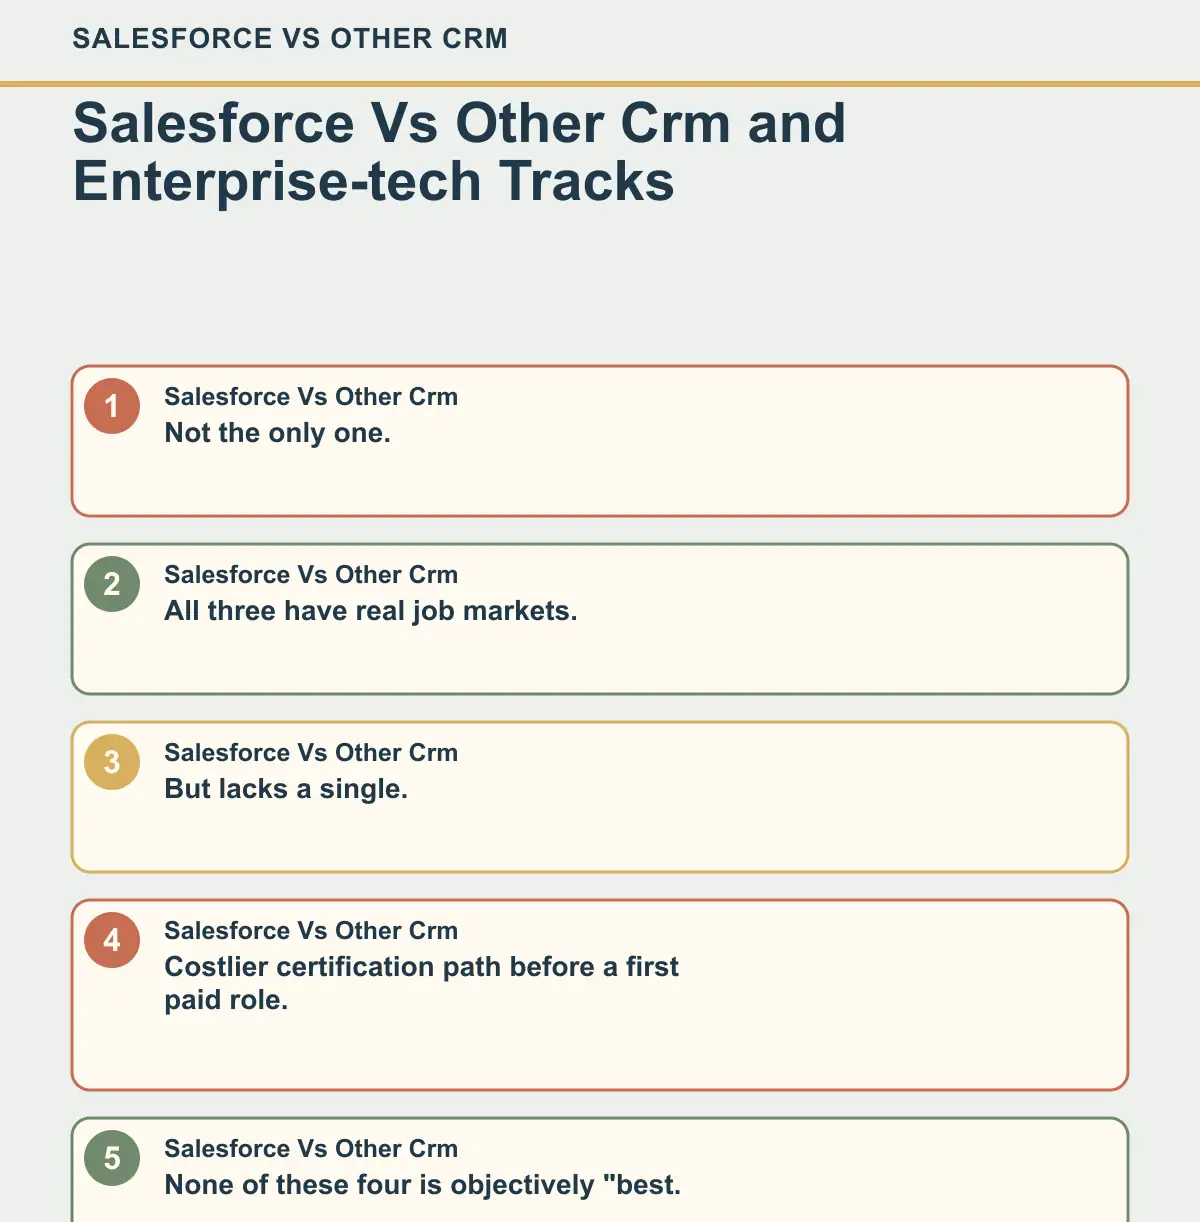 SALESFORCE VS OTHER CRM
Salesforce Vs Other Crm and
Enterprise-tech Tracks
1
Salesforce Vs Other Crm
Not the only one.
2
Salesforce Vs Other Crm
All three have real job markets.
3
Salesforce Vs Other Crm
But lacks a single.
4
Salesforce Vs Other Crm
Costlier certification path before a first
paid role.
5
Salesforce Vs Other Crm
None of these four is objectively "best.